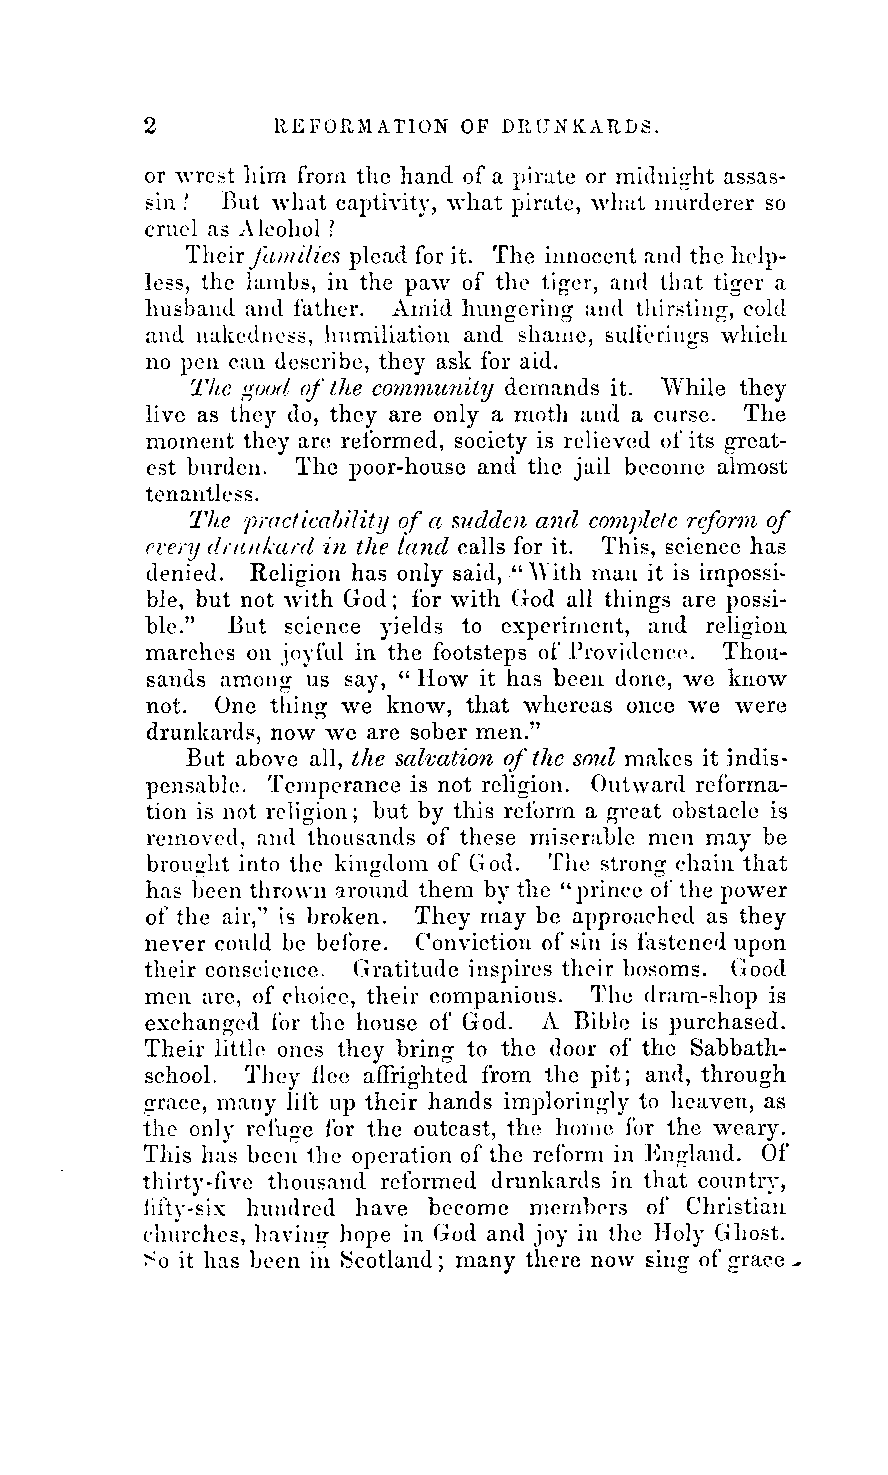 2 REFORMATION OF DRUNKARDS.
or wrest him from the hand of a pirate or midnight assas-
sin! But what captivity, what pirate, what murderer so
cruel as Alcohol?
Their families plead for it. The innocent and the help-
less, the lambs, in the paw of the tiger, and that tiger a
husband and father. Amid hungering and thirsting, cold
and nakedness, humiliation and shame, sufferings which
no pen can describe, they ask for aid.
The good of the community demands it. While they
live as they do, they are only a moth and a curse. The
moment they are reformed, society is relieved of its great-
est burden. The poor-house and the jail become almost
tenantless.
The practicability of a sudden and complete reform of
every drunkard in the land calls for it. This, science has
denied. Religion has only said, "With man it is impossi-
ble, but not with God; for with God all things are possi-
ble." But science yields to experiment, and religion
marches on joyful in the footsteps of Providence. Thou-
sands among us say, "How it has been done, we know
not. One thing we know, that whereas once we were
drunkards, now we are sober men."
But above all, the salvation of the soul makes it indis-
pensable. Temperance is not religion. Outward reforma-
tion is not religion; but by this reform a great obstacle is
removed, and thousands of these miserable men may be
brought into the kingdom of God. The strong chain that
has been thrown around them by the "prince of the power
of the air," is broken. They may be approached as they
never could be before. Conviction of sin is fastened upon
their conscience. Gratitude inspires their bosoms. Good
men are, of choice, their companions. The dram-shop is
exchanged for the house of God. A Bible is purchased.
Their little ones they bring to the door of the Sabbath-
school. They flee affrighted from the pit; and, through
grace, many lift up their hands imploringly to heaven, as
the only refuge for the outcast, the home for the weary.
This has been the operation of the reform in England. Of
thirty-five thousand reformed drunkards in that country,
fifty-six hundred have become members of Christian
churches, having hope in God and joy in the Holy Ghost.
So it has been in Scotland; many there now sing of grace